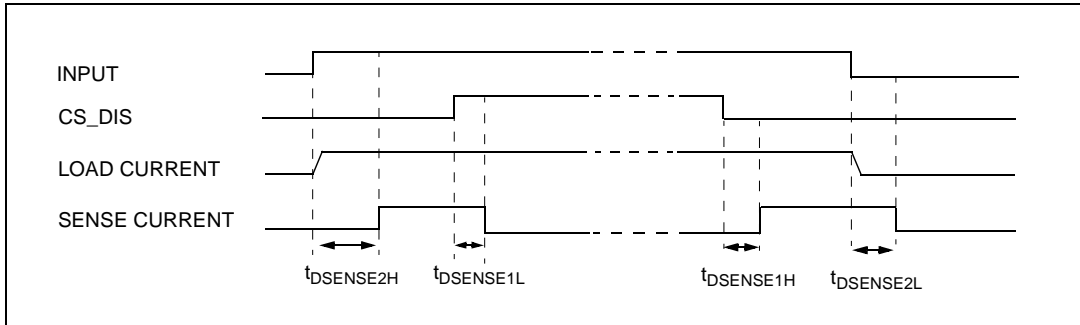 INPUT
CS_DIS
LOAD CURRENT
SENSE CURRENT
tDSENSE2H
tDSENSE1L
tDSENSE1H
tDSENSE2L